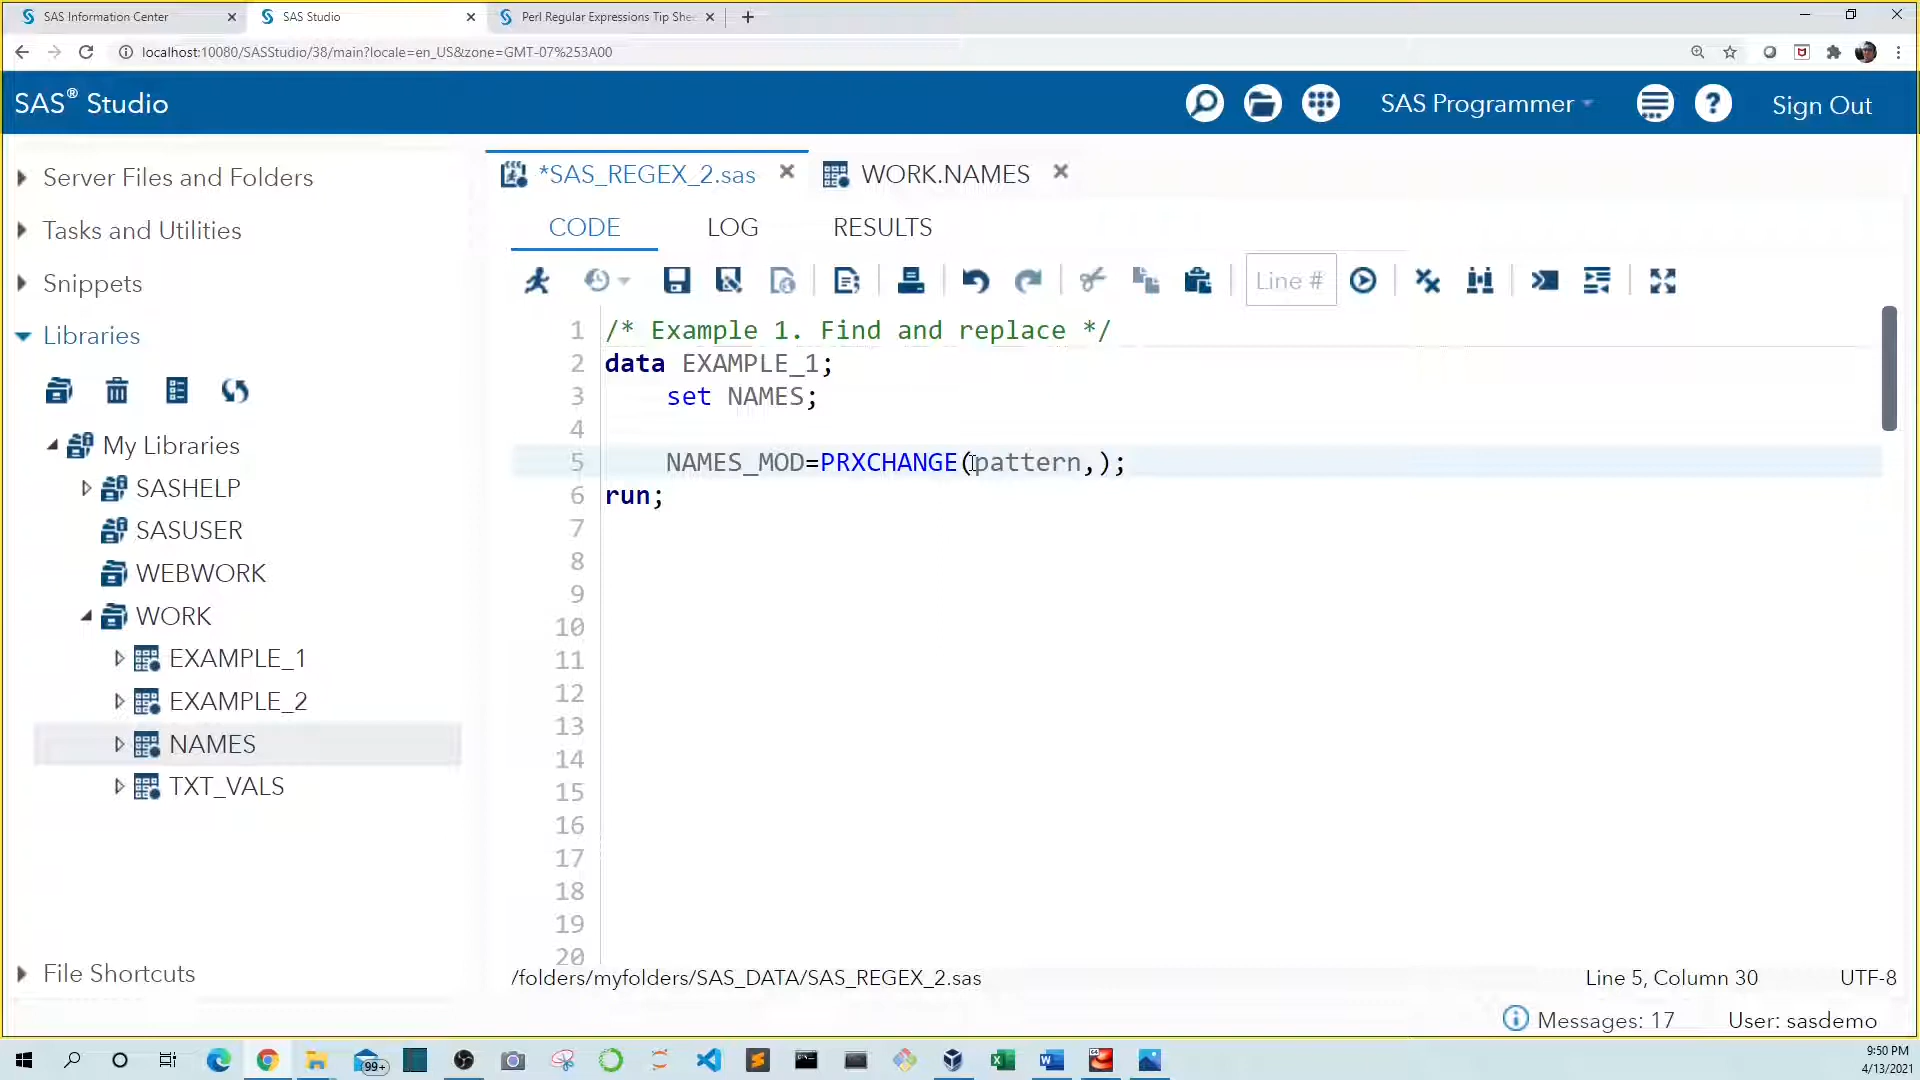 SAS Information Center
SAS Studio
Perl Regular Expressions Tip She
localhost:10080/SASStudio/38/main?locale=en_US&zone=GMT-07%253A00
SAS® Studio
SAS Programmer
Sign Out
Server Files and Folders
Tasks and Utilities
Snippets
Libraries
My Libraries
SASHELP
SASUSER
WEBWORK
WORK
EXAMPLE_1
EXAMPLE_2
NAMES
TXT_VALS
File Shortcuts
*SAS_REGEX_2.sas
WORK.NAMES
CODE LOG RESULTS
Line #
1 /* Example 1. Find and replace */
2 data EXAMPLE_1;
3 set NAMES;
4
5 NAMES_MOD=PRXCHANGE(pattern,);
6 run;
7
8
9
10
11
12
13
14
15
16
17
18
19
20
/folders/myfolders/SAS_DATA/SAS_REGEX_2.sas
Line 5, Column 30
UTF-8
Messages: 17
User: sasdemo
99+
9:50 PM
4/13/2021